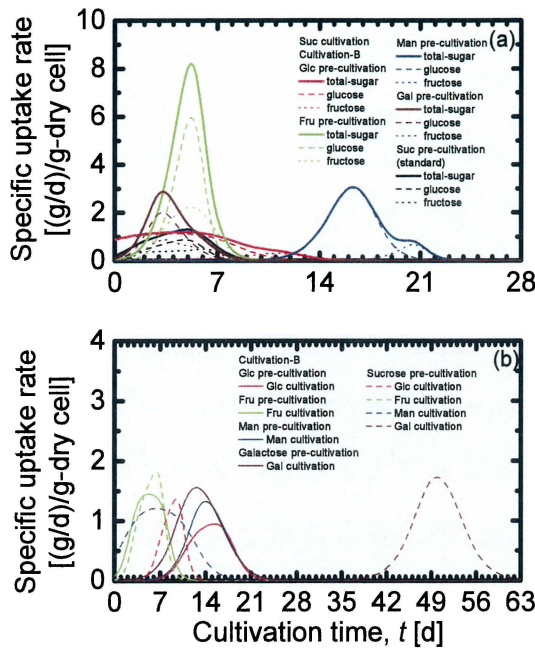 Specific uptake rate
[(g/d)/g-dry cell]
10
8
6
4
2
0
(a)
Suc cultivation
Cultivation-B
Glc pre-cultivation
total-sugar
glucose
fructose
Fru pre-cultivation
total-sugar
glucose
fructose
Man pre-cultivation
total-sugar
glucose
fructose
Gal pre-cultivation
total-sugar
glucose
fructose
Suc pre-cultivation
(standard)
total-sugar
glucose
fructose
0 7 14 21 28
Specific uptake rate
[(g/d)/g-dry cell]
4
3
2
1
0
(b)
Cultivation-B
Glc pre-cultivation
Glc cultivation
Fru pre-cultivation
Fru cultivation
Man pre-cultivation
Man cultivation
Galactose pre-cultivation
Gal cultivation
Sucrose pre-cultivation
Glc cultivation
Fru cultivation
Man cultivation
Gal cultivation
0 7 14 21 28 35 42 49 56 63
Cultivation time, t [d]